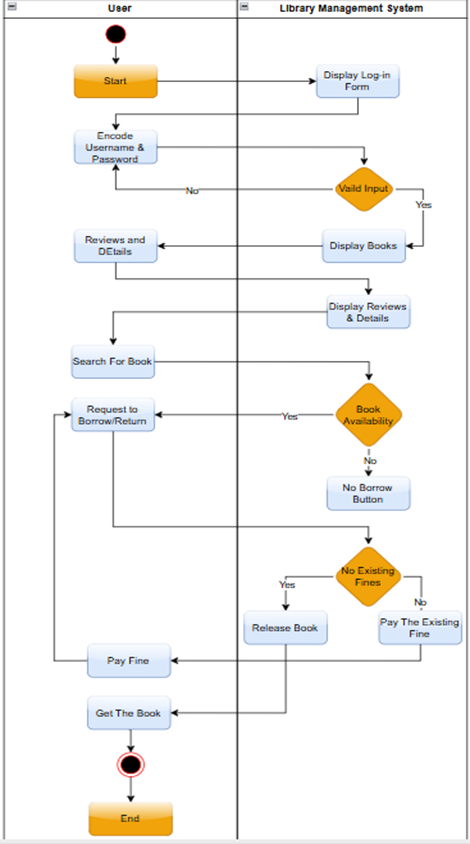 User
Library Management System
Start
Display Log-in
Form
Encode
Username &
Password
No
Vaild Input
Yes
Reviews and
DEtails
Display Books
Display Reviews
& Details
Search For Book
Request to
Borrow/Return
Yes
Book
Availability
No
No Borrow
Button
No Existing
Fines
Yes
No
Release Book
Pay The Existing
Fine
Pay Fine
Get The Book
End